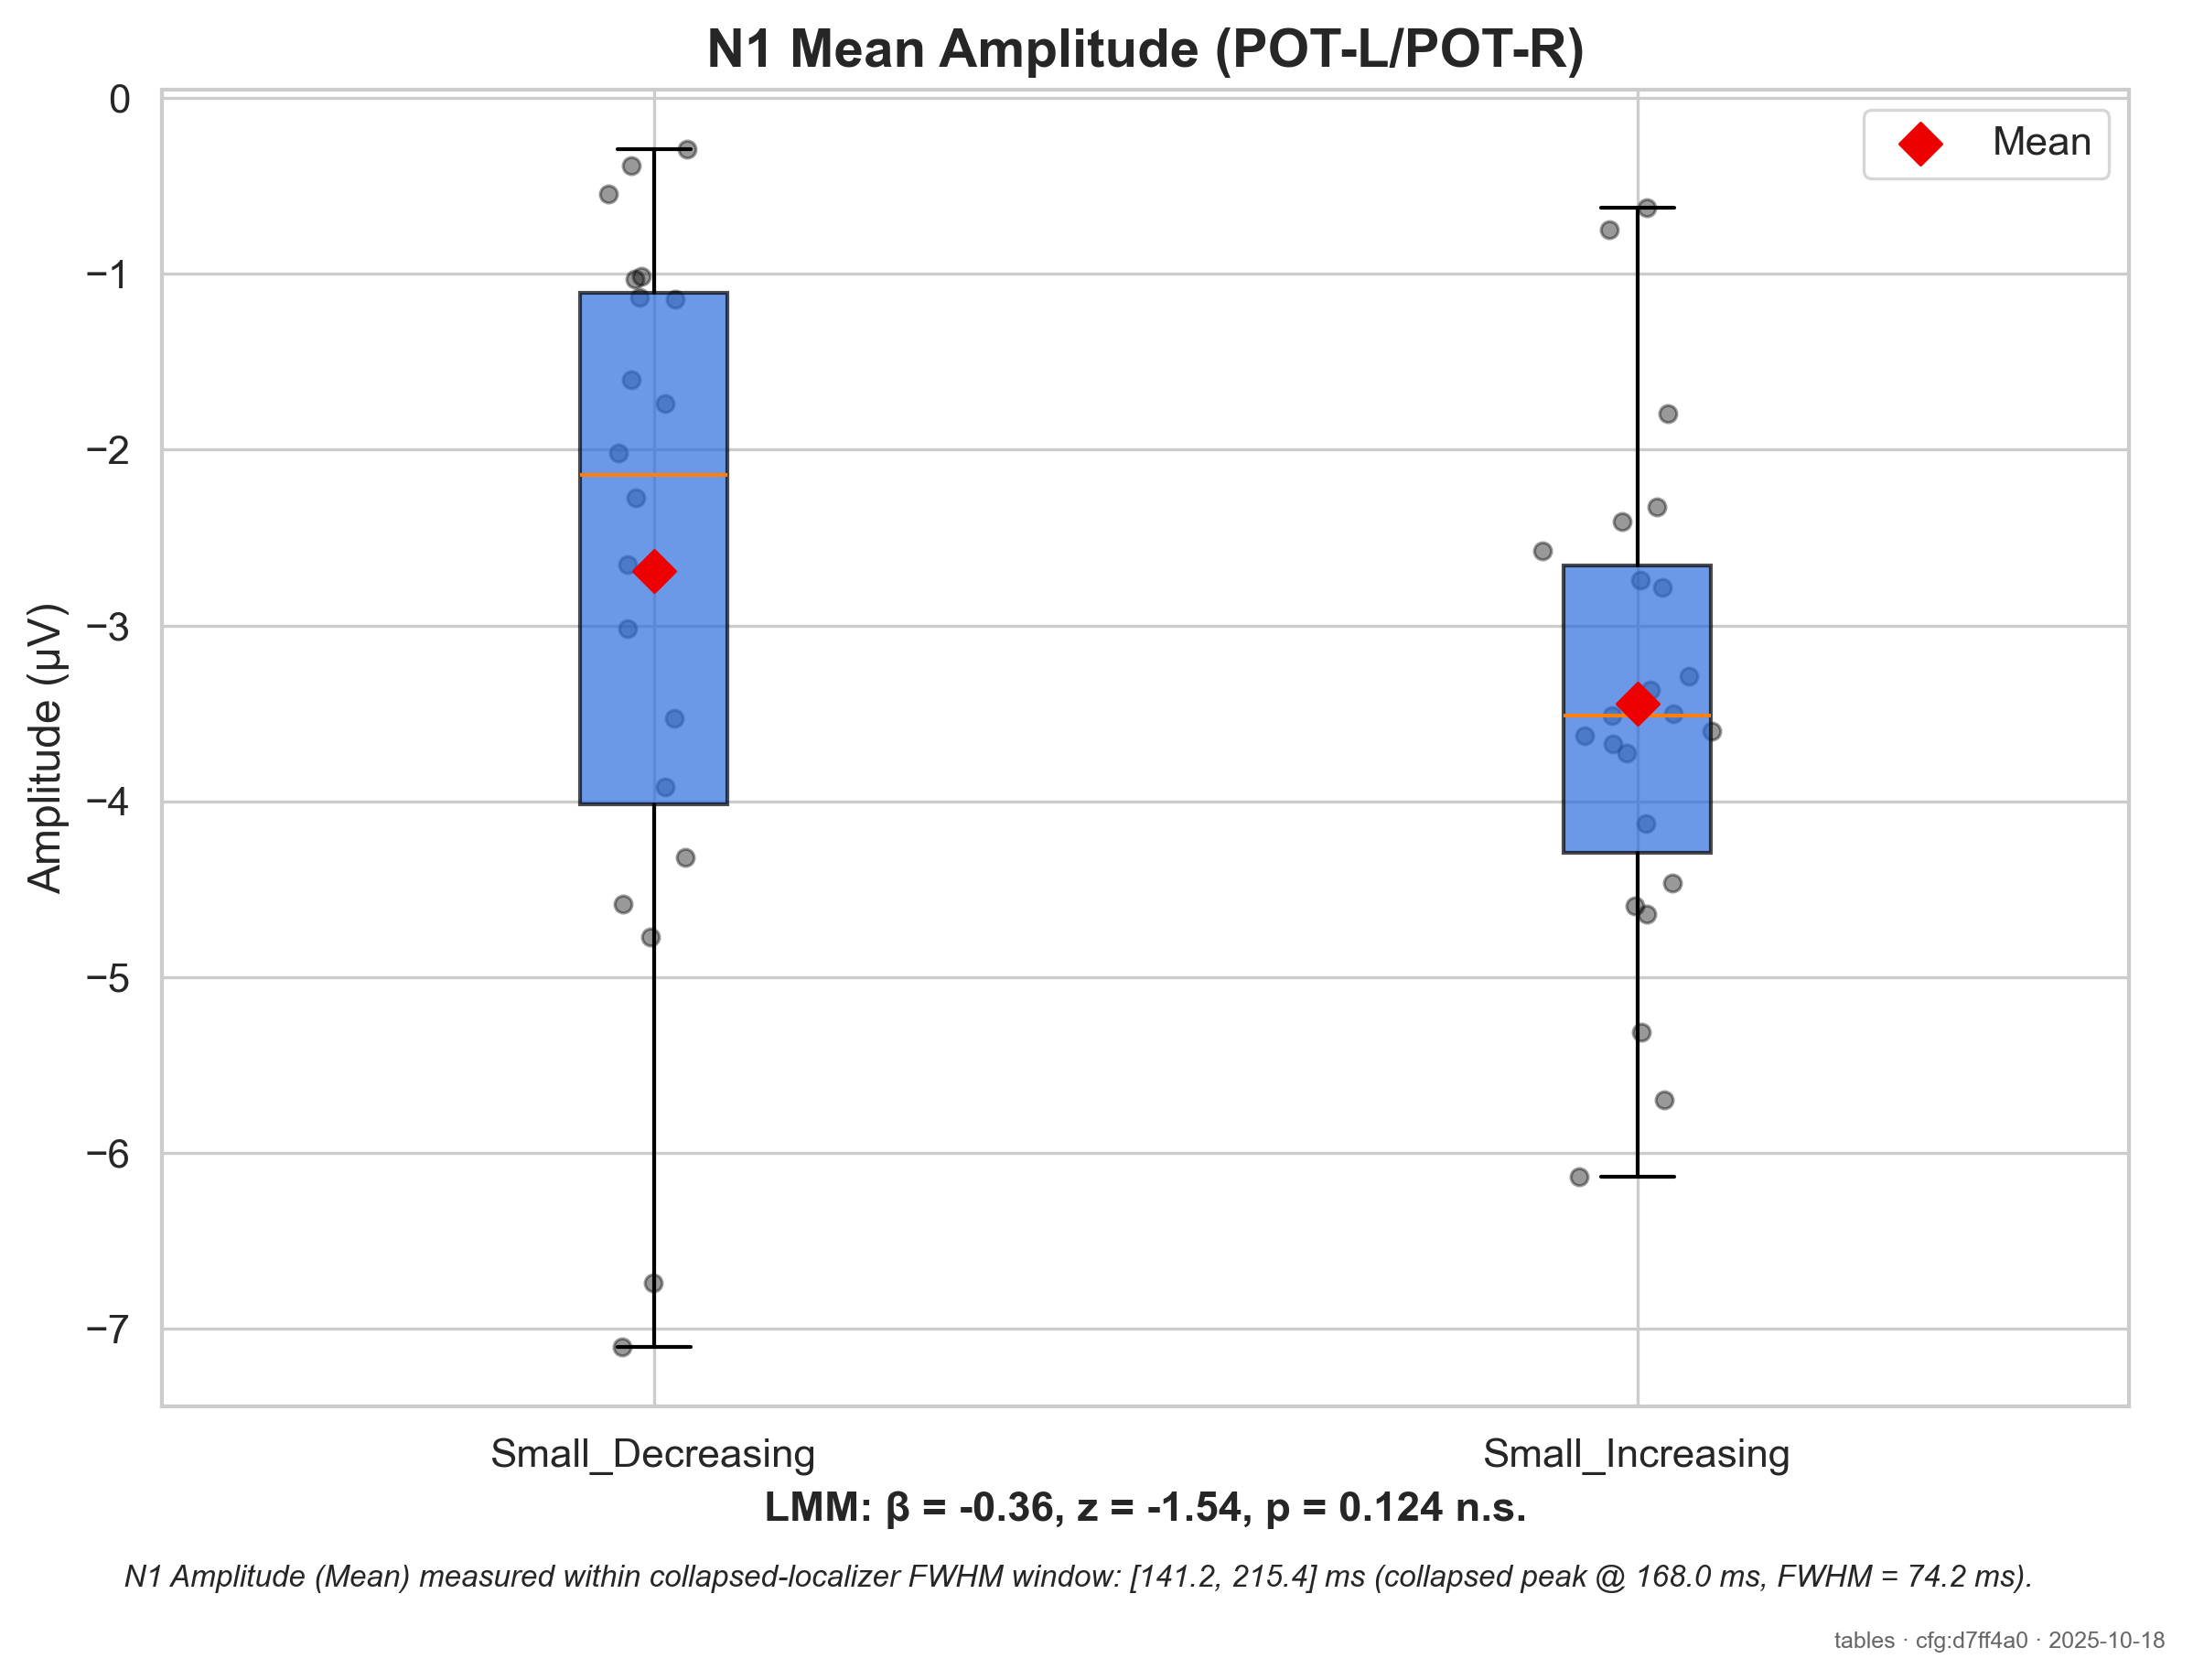 N1 Mean Amplitude (POT-L/POT-R)
0
Mean
−1
−2
−3
−4
−5
−6
−7
Amplitude (µV)
Small_Decreasing
Small_Increasing
LMM: β = -0.36, z = -1.54, p = 0.124 n.s.
N1 Amplitude (Mean) measured within collapsed-localizer FWHM window: [141.2, 215.4] ms (collapsed peak @ 168.0 ms, FWHM = 74.2 ms).
tables · cfg:d7ff4a0 · 2025-10-18